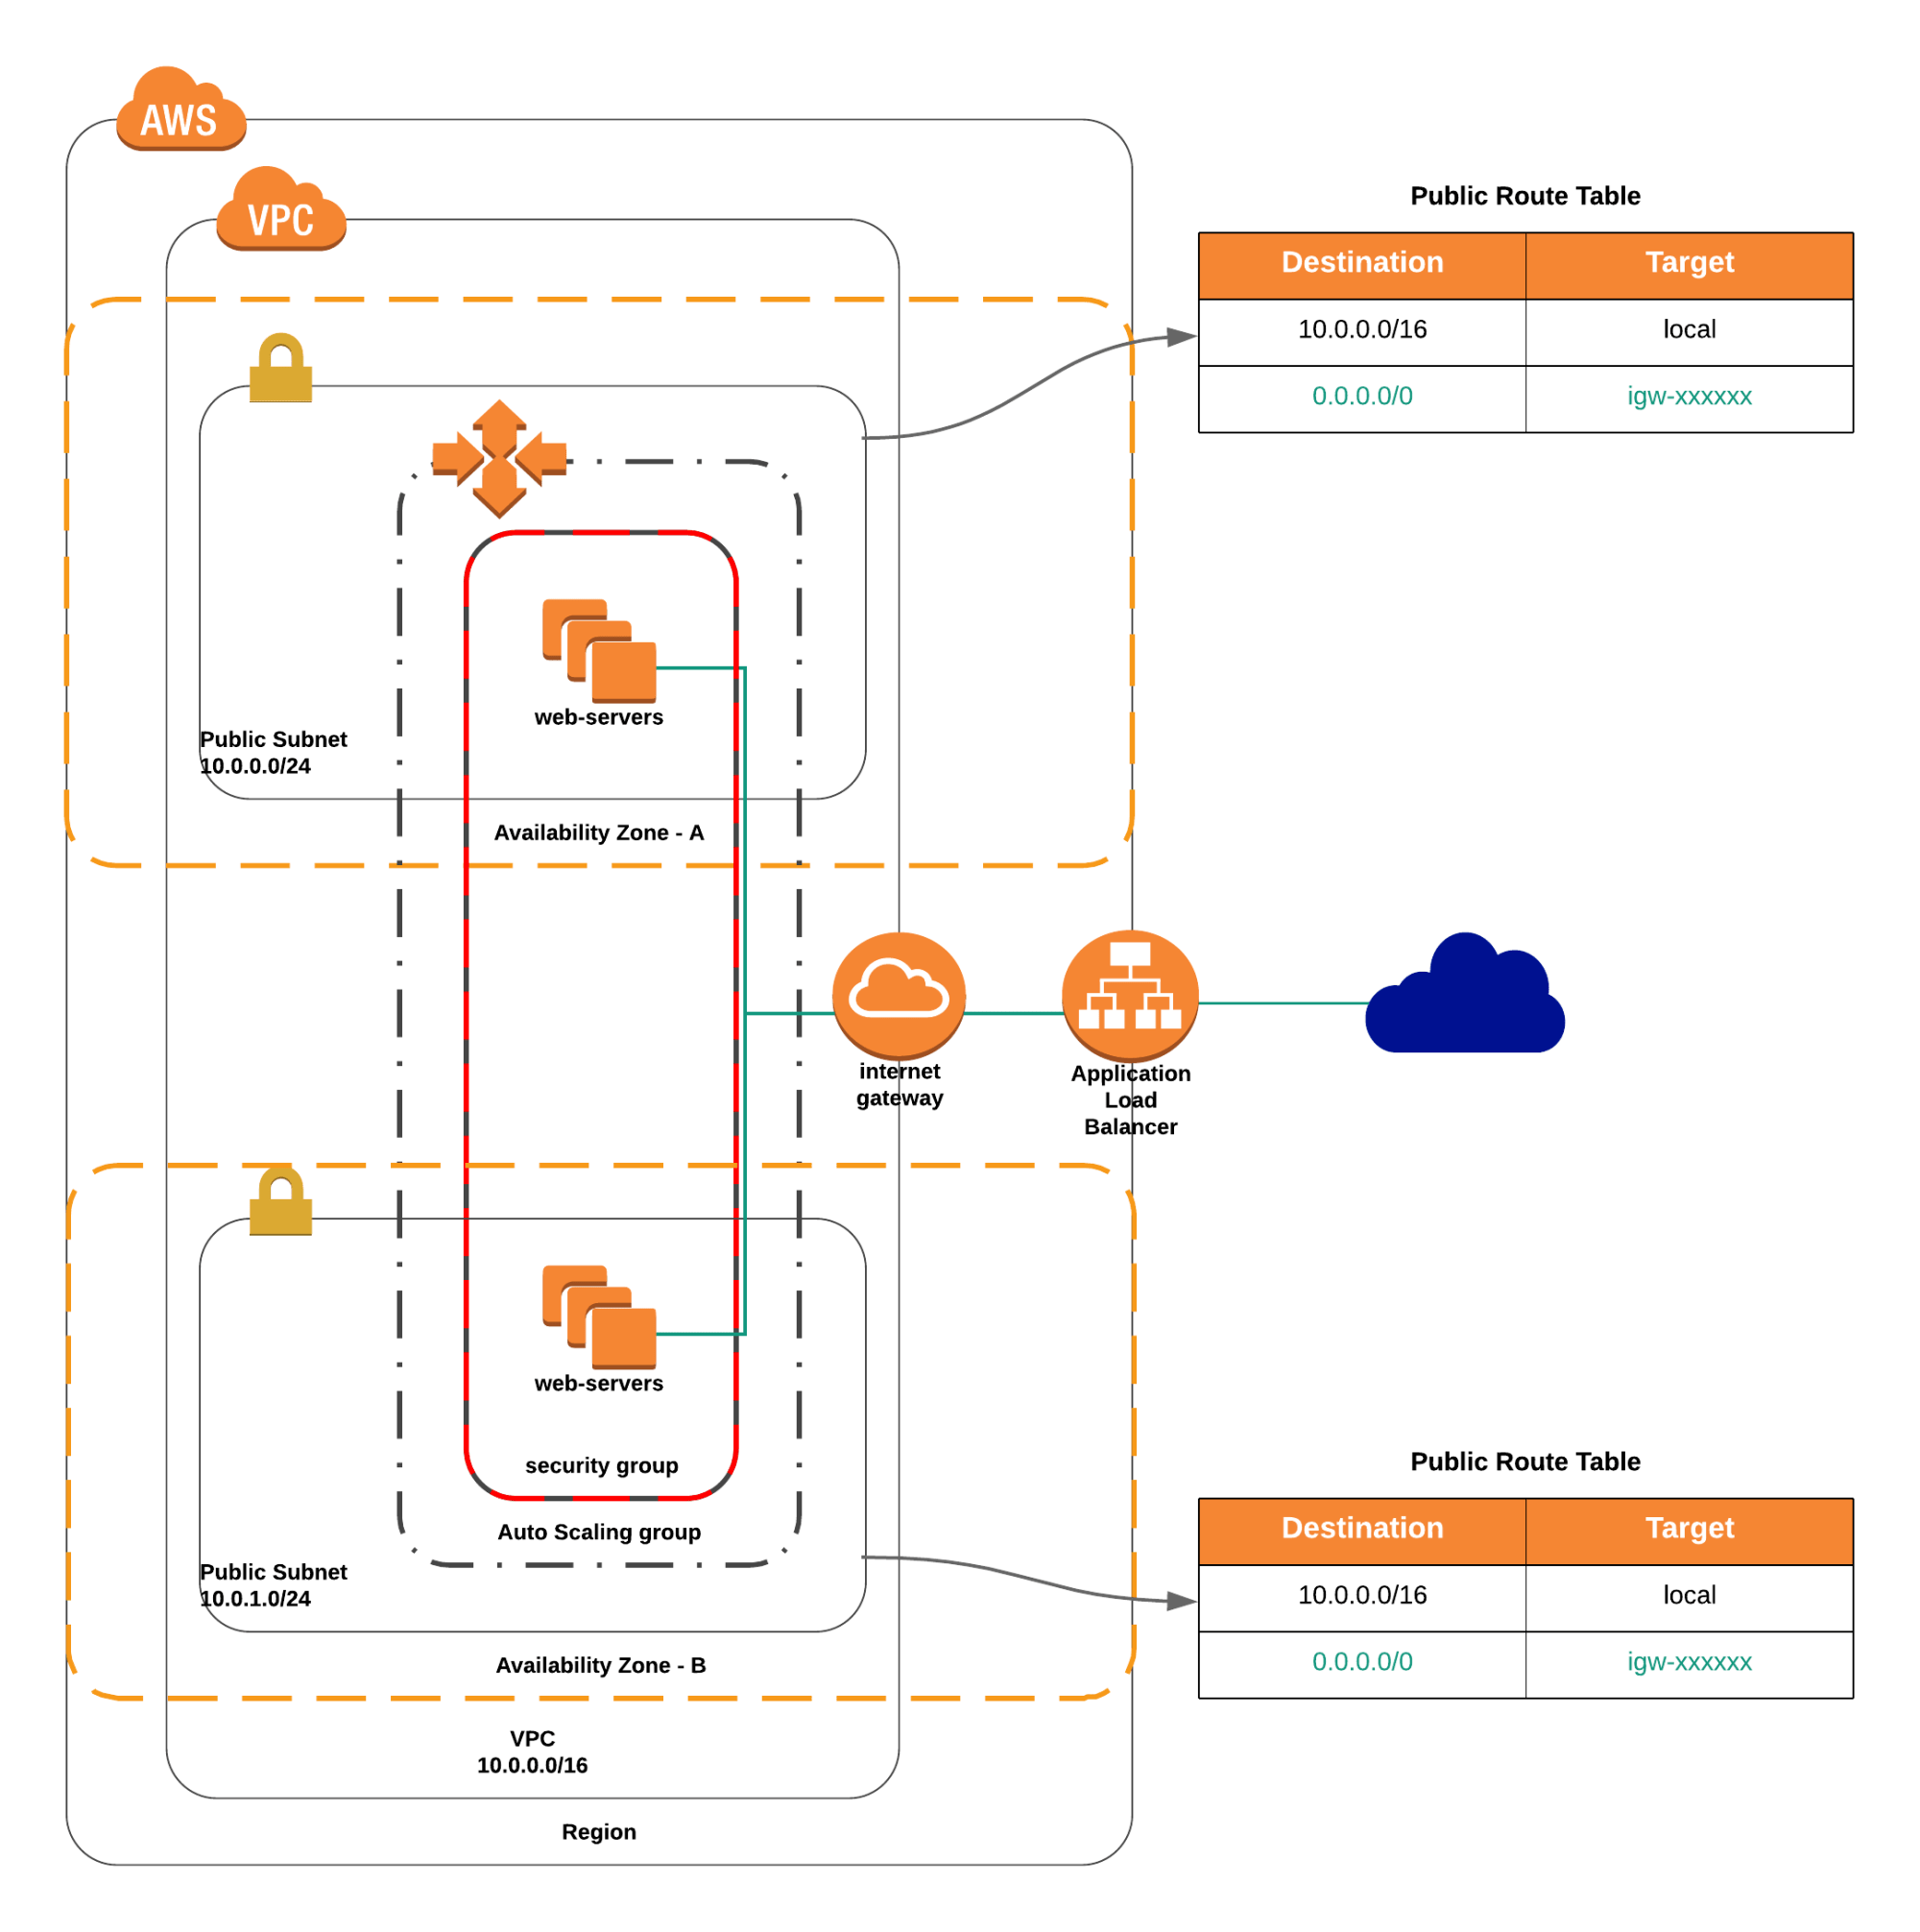 AWS
VPC
Public Route Table
Destination Target
10.0.0.0/16 local
0.0.0.0/0 igw-xxxxxx
web-servers
Public Subnet
10.0.0.0/24
Availability Zone - A
internet
gateway
Application
Load
Balancer
web-servers
security group
Auto Scaling group
Public Subnet
10.0.1.0/24
Availability Zone - B
Public Route Table
Destination Target
10.0.0.0/16 local
0.0.0.0/0 igw-xxxxxx
VPC
10.0.0.0/16
Region